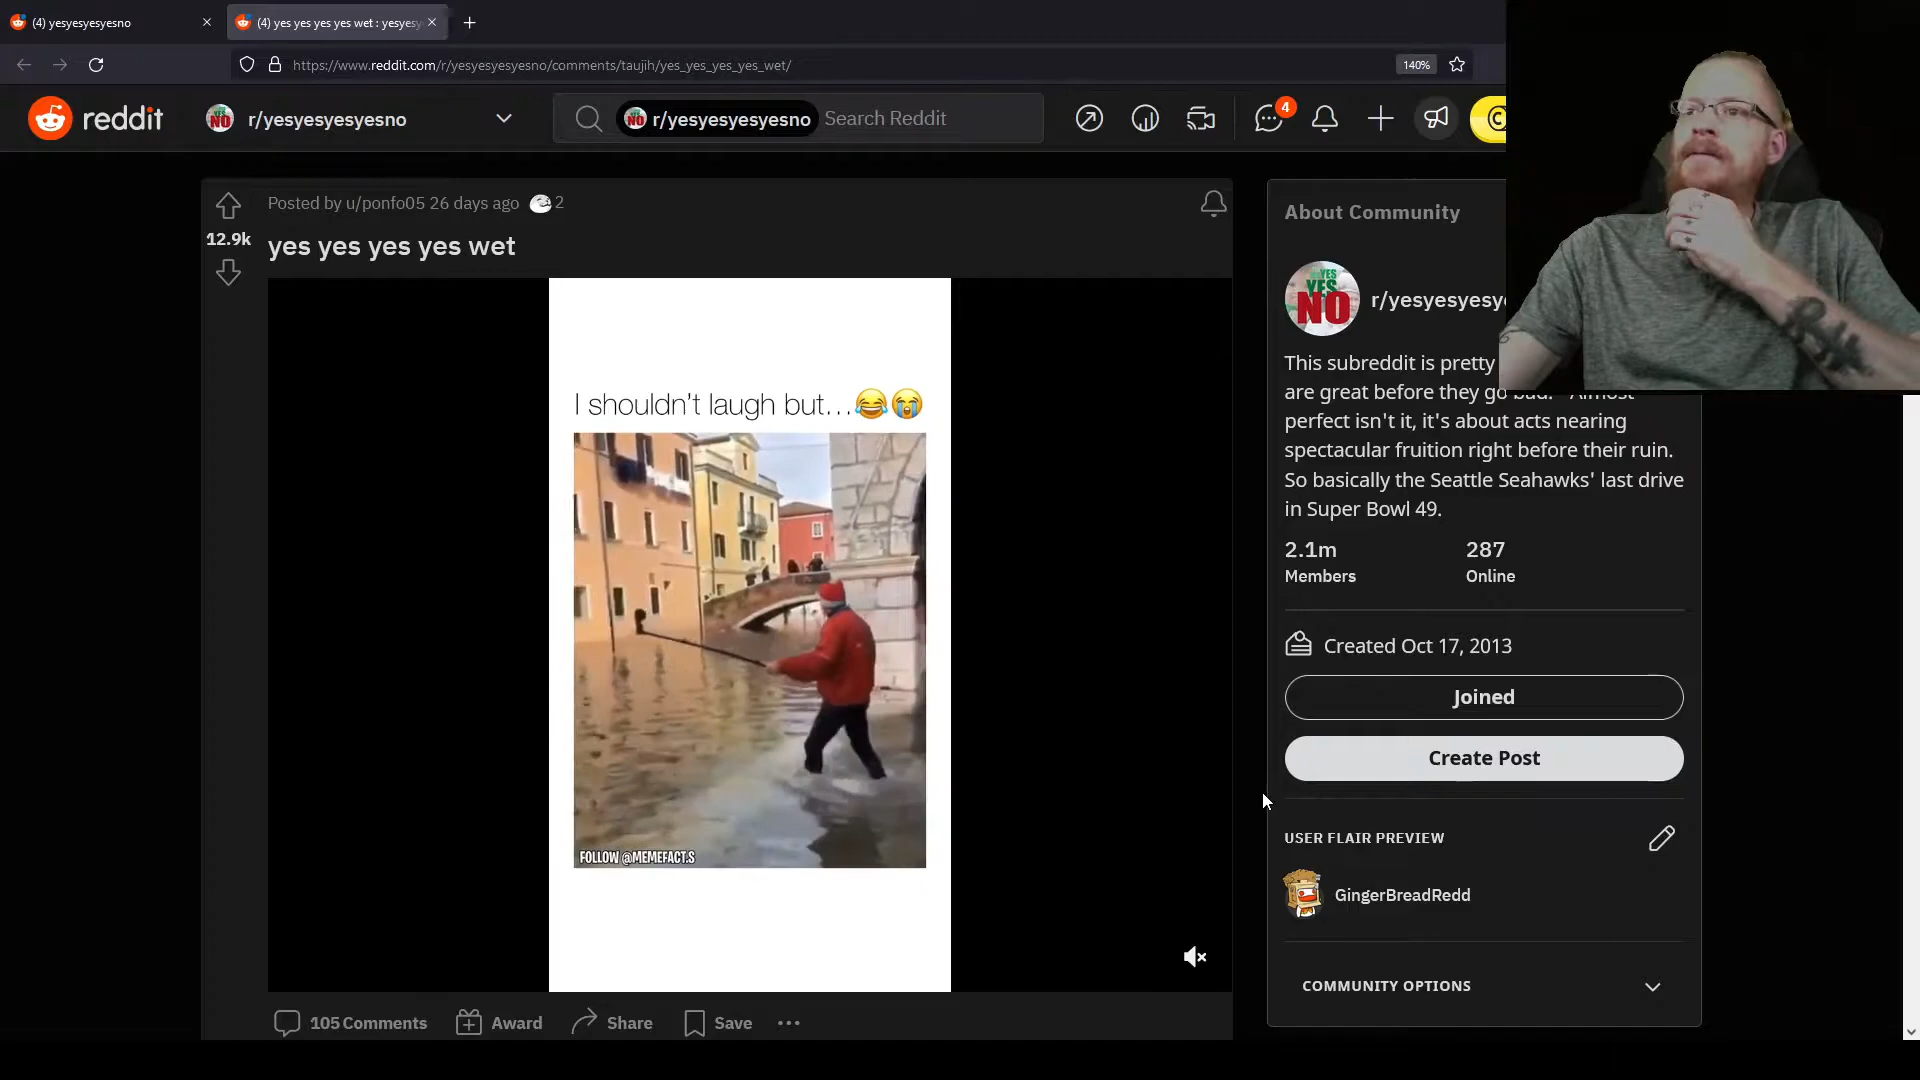 (4) yesyesyesyesno
(4) yes yes yes yes wet : yesyesy
https://www.reddit.com/r/yesyesyesyesno/comments/taujih/yes_yes_yes_yes_wet/
140%
reddit
r/yesyesyesyesno
r/yesyesyesyesno Search Reddit
4
Posted by u/ponfo05 26 days ago 2
12.9k
yes yes yes yes wet
I shouldn't laugh but...😂😭
FOLLOW @MEMEFACT.S
105 Comments
Award
Share
Save
About Community
YES YES NO
r/yesyesyesy
This subreddit is pretty
are great before they go bad. "Almost
perfect isn't it, it's about acts nearing
spectacular fruition right before their ruin.
So basically the Seattle Seahawks' last drive
in Super Bowl 49.
2.1m
Members
287
Online
Created Oct 17, 2013
Joined
Create Post
USER FLAIR PREVIEW
GingerBreadRedd
COMMUNITY OPTIONS